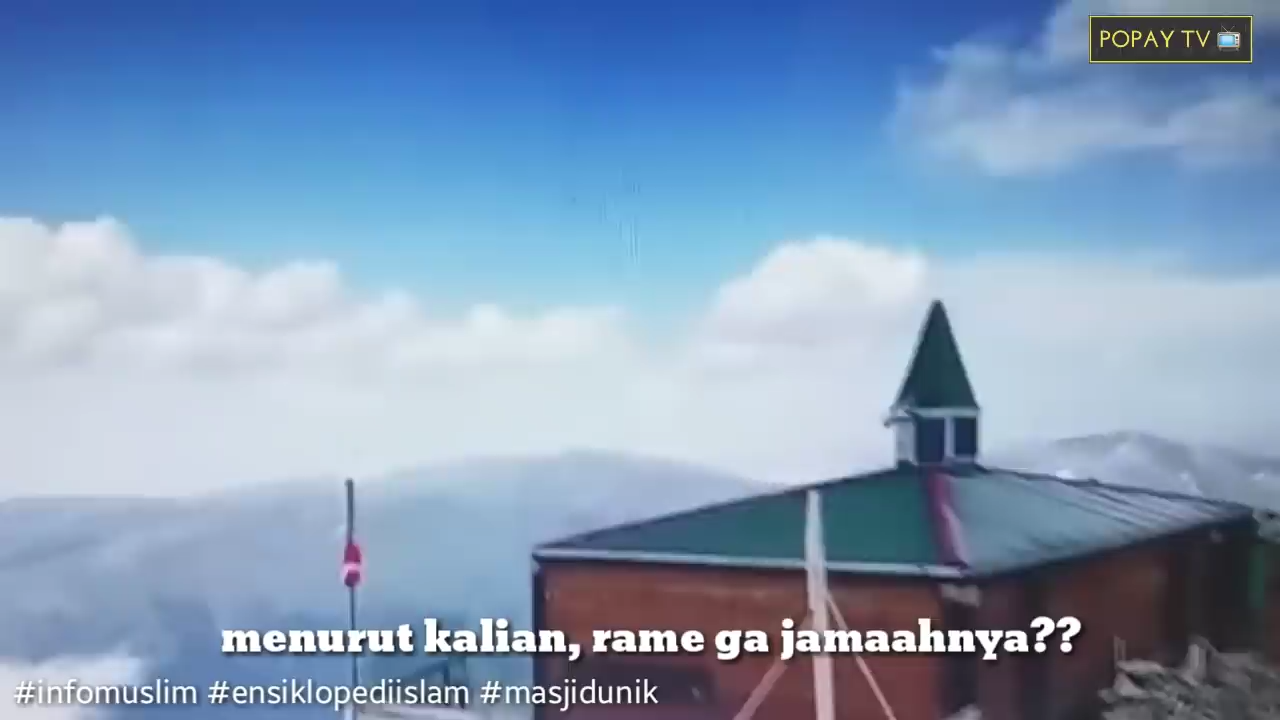 POPAY TV
menurut kalian, rame ga jamaahnya??
#infomuslim #ensiklopediislam #masjidunik